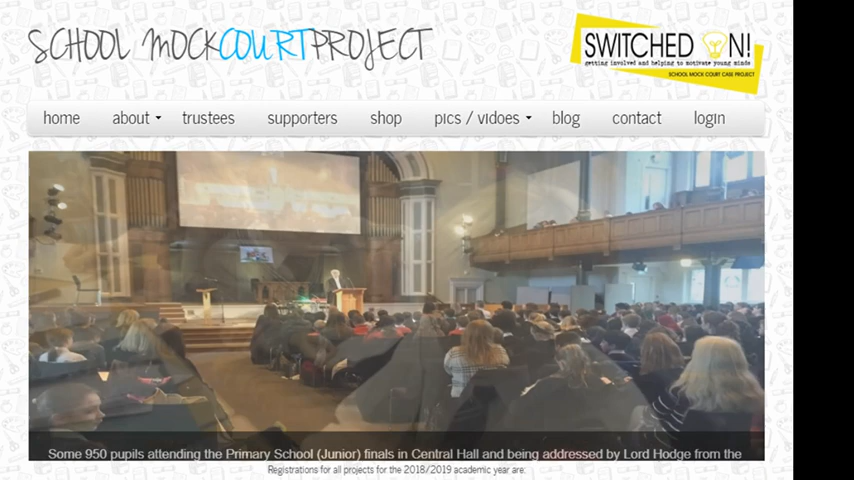 SCHOOL MOCKCOURTPROJECT
SWITCHED ON!
getting involved and helping to motivate young minds
SCHOOL MOCK COURT CASE PROJECT
home about trustees supporters shop pics / vidoes blog contact login
Some 950 pupils attending the Primary School (Junior) finals in Central Hall and being addressed by Lord Hodge from the
Registrations for all projects for the 2018/2019 academic year are: